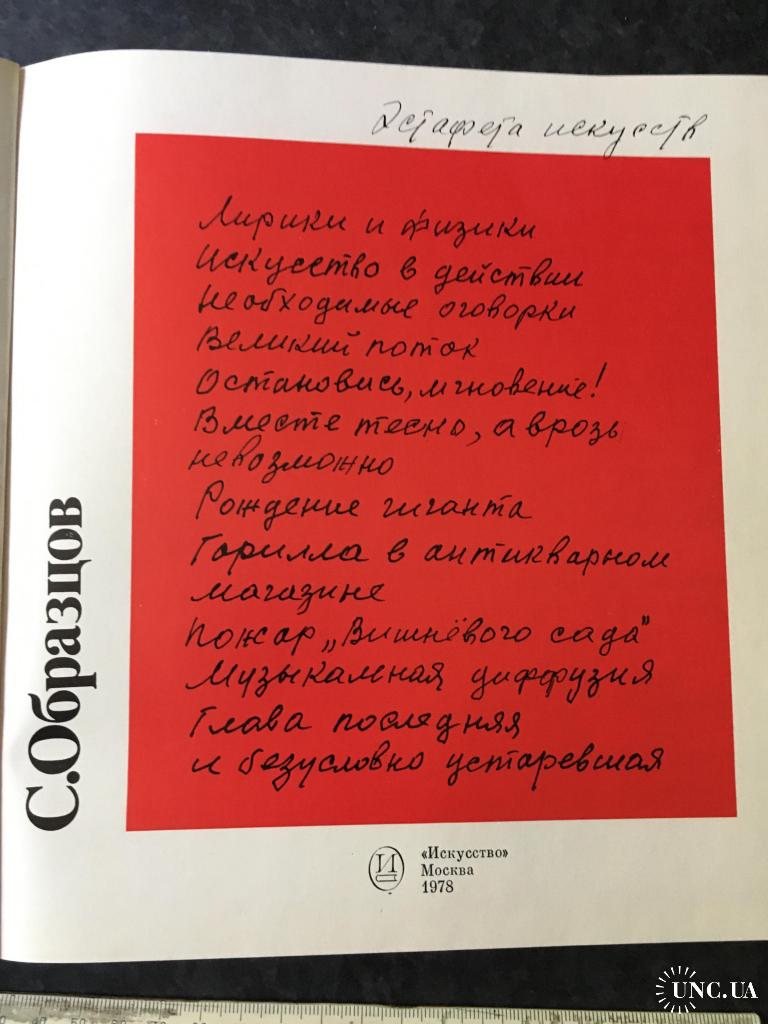 Эстафета искусств
Лирики и физики
Искусство в действии
Необходимые оговорки
Великий поток
Остановись, мгновение!
Вместе тесно, а врозь
невозможно
Рождение гиганта
Горилла в антикварном
магазине
Пожар „Вишнёвого сада"
Музыкальная диффузия
Глава последняя
и безусловно устаревшая
С.Образцов
И
«Искусство»
Москва
1978
UNC.UA